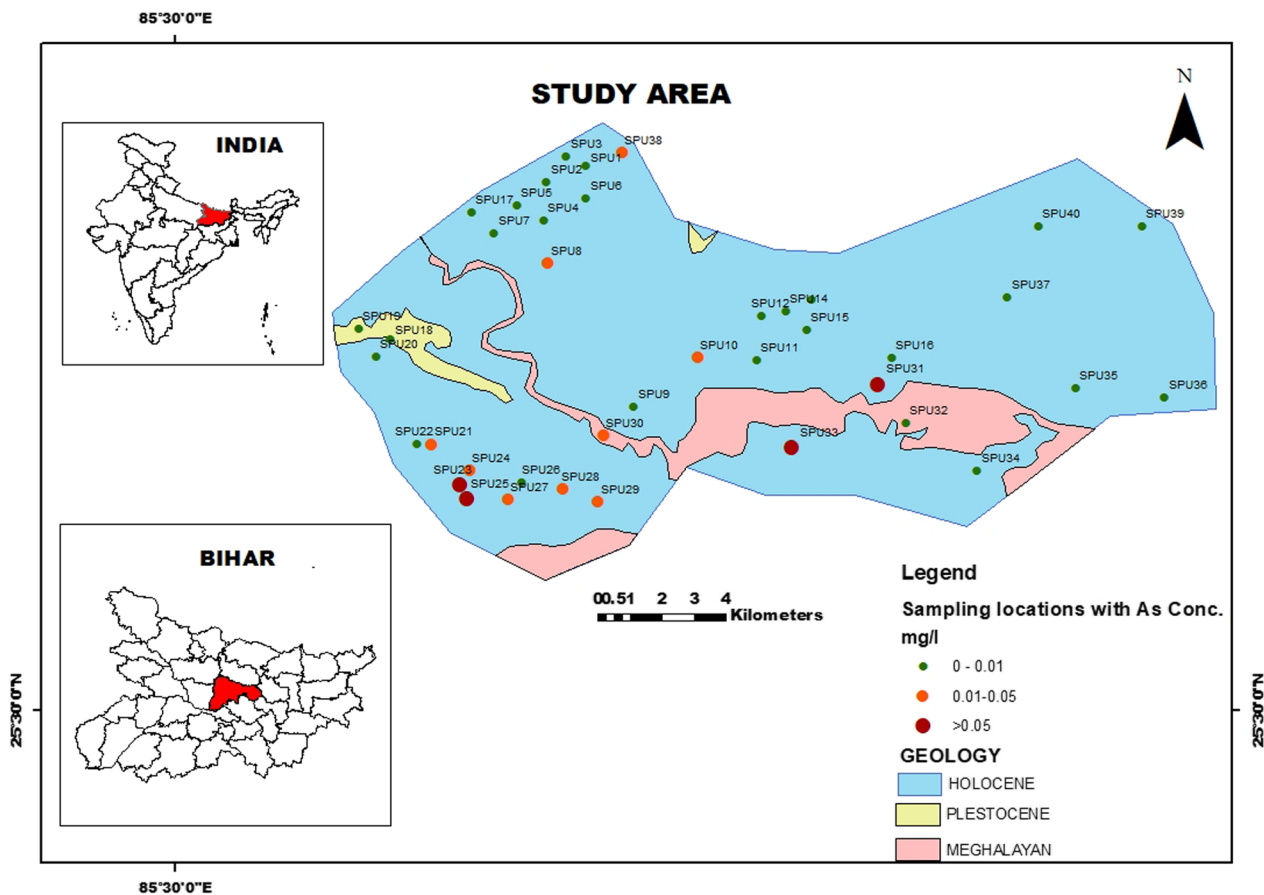 85°30'0"E
STUDY AREA
N
INDIA
SPU3
SPU38
SPU1
SPU2
SPU6
SPU5
SPU17
SPU4
SPU7
SPU40
SPU39
SPU8
SPU37
SPU12
SPU14
SPU19
SPU15
SPU18
SPU20
SPU10
SPU11
SPU16
SPU31
SPU35
SPU36
SPU9
SPU32
SPU30
SPU33
SPU22
SPU21
SPU24
SPU34
SPU23
SPU26
SPU28
SPU25
SPU27
SPU29
BIHAR
00.51 2 3 4
Kilometers
Legend
Sampling locations with As Conc.
mg/l
0 - 0.01
0.01-0.05
>0.05
GEOLOGY
HOLOCENE
PLESTOCENE
MEGHALAYAN
25°30'0"N
25°30'0"N
85°30'0"E